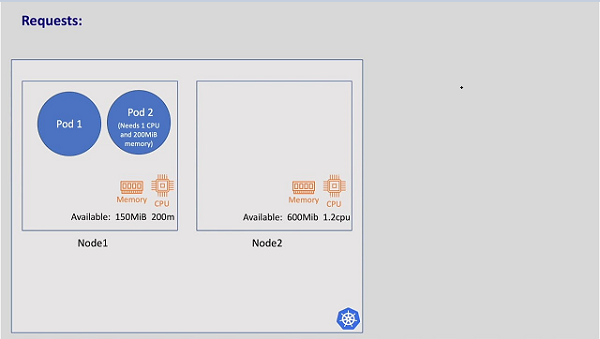 Requests:
Pod 1
Pod 2
(Needs 1 CPU
and 200MiB
memory)
Memory
CPU
Available: 150MiB 200m
Node1
Memory
CPU
Available: 600Mib 1.2cpu
Node2